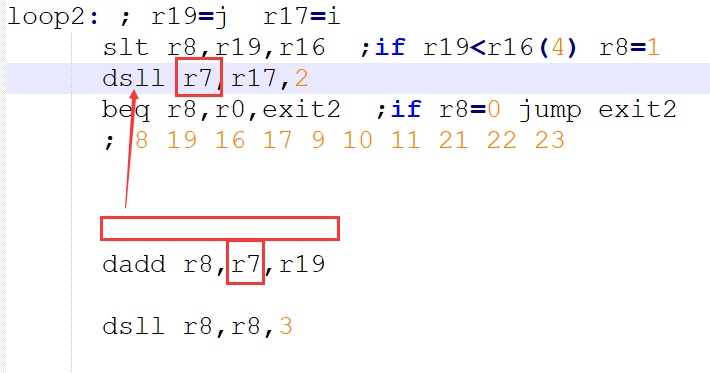 loop2: ; r19=j  r17=i
slt r8,r19,r16  ;if r19<r16(4) r8=1
dsll r7,r17,2
beq r8,r0,exit2  ;if r8=0 jump exit2
; 8 19 16 17 9 10 11 21 22 23
dadd r8,r7,r19
dsll r8,r8,3